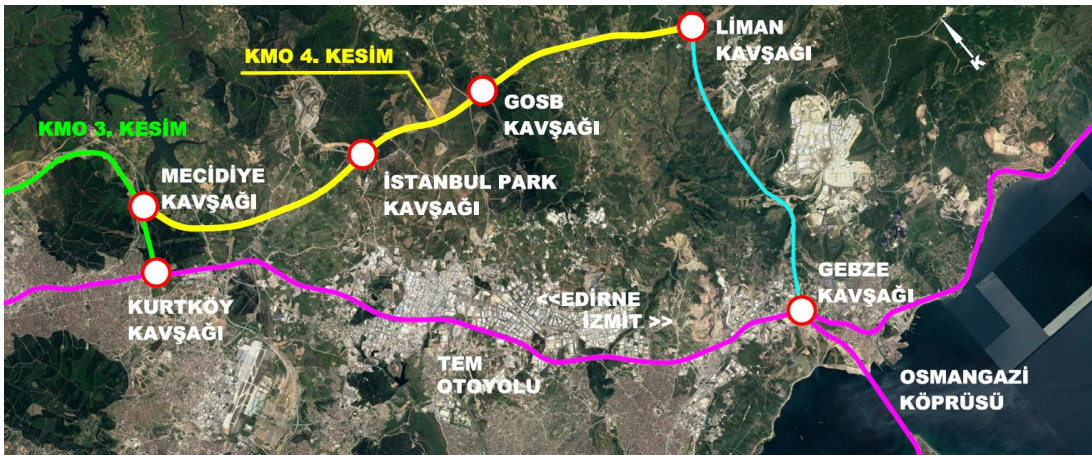 LİMAN
KAVŞAĞI
K
KMO 4. KESİM
GOSB
KAVŞAĞI
KMO 3. KESİM
MECİDİYE
KAVŞAĞI
İSTANBUL PARK
KAVŞAĞI
KURTKÖY
KAVŞAĞI
<<EDİRNE
İZMİT >>
GEBZE
KAVŞAĞI
TEM
OTOYOLU
OSMANGAZİ
KÖPRÜSÜ